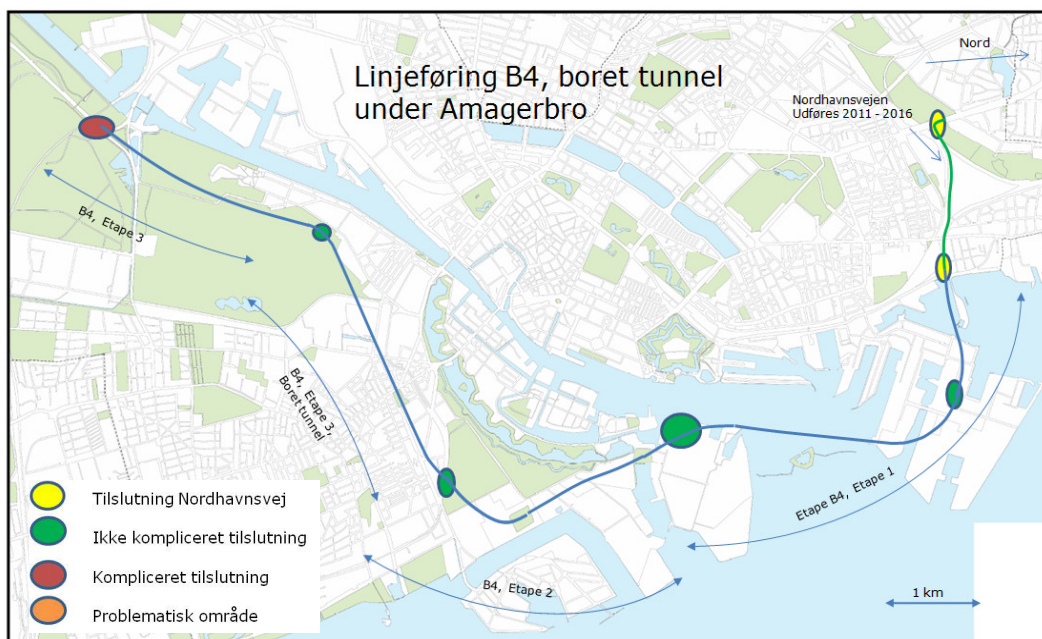 Linjeføring B4, boret tunnel
under Amagerbro
Nord
Nordhavnsvejen
Udføres 2011 - 2016
B4, Etape 3
B4, Etape 3,
Boret tunnel
Etape B4, Etape 1
B4, Etape 2
Tilslutning Nordhavnsvej
Ikke kompliceret tilslutning
Kompliceret tilslutning
Problematisk område
1 km